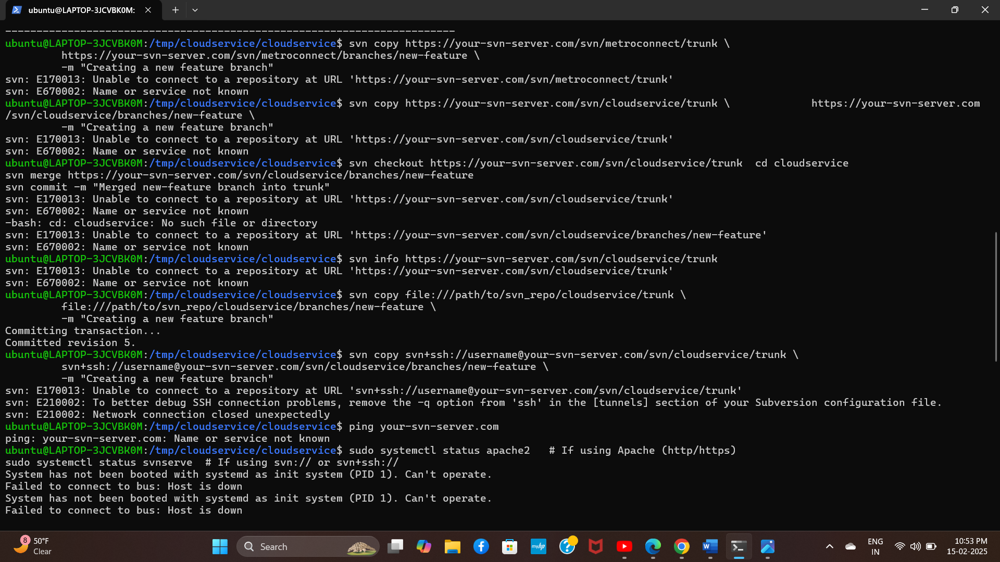 ubuntu@LAPTOP-3JCVBK0M:
------------------------------------------------------------------------
ubuntu@LAPTOP-3JCVBK0M:/tmp/cloudservice/cloudservice$ svn copy https://your-svn-server.com/svn/metroconnect/trunk \
https://your-svn-server.com/svn/metroconnect/branches/new-feature \
-m "Creating a new feature branch"
svn: E170013: Unable to connect to a repository at URL 'https://your-svn-server.com/svn/metroconnect/trunk'
svn: E670002: Name or service not known
ubuntu@LAPTOP-3JCVBK0M:/tmp/cloudservice/cloudservice$ svn copy https://your-svn-server.com/svn/cloudservice/trunk \ https://your-svn-server.com
/svn/cloudservice/branches/new-feature \
-m "Creating a new feature branch"
svn: E170013: Unable to connect to a repository at URL 'https://your-svn-server.com/svn/cloudservice/trunk'
svn: E670002: Name or service not known
ubuntu@LAPTOP-3JCVBK0M:/tmp/cloudservice/cloudservice$ svn checkout https://your-svn-server.com/svn/cloudservice/trunk  cd cloudservice
svn merge https://your-svn-server.com/svn/cloudservice/branches/new-feature
svn commit -m "Merged new-feature branch into trunk"
svn: E170013: Unable to connect to a repository at URL 'https://your-svn-server.com/svn/cloudservice/trunk'
svn: E670002: Name or service not known
-bash: cd: cloudservice: No such file or directory
svn: E170013: Unable to connect to a repository at URL 'https://your-svn-server.com/svn/cloudservice/branches/new-feature'
svn: E670002: Name or service not known
ubuntu@LAPTOP-3JCVBK0M:/tmp/cloudservice/cloudservice$ svn info https://your-svn-server.com/svn/cloudservice/trunk
svn: E170013: Unable to connect to a repository at URL 'https://your-svn-server.com/svn/cloudservice/trunk'
svn: E670002: Name or service not known
ubuntu@LAPTOP-3JCVBK0M:/tmp/cloudservice/cloudservice$ svn copy file:///path/to/svn_repo/cloudservice/trunk \
file:///path/to/svn_repo/cloudservice/branches/new-feature \
-m "Creating a new feature branch"
Committing transaction...
Committed revision 5.
ubuntu@LAPTOP-3JCVBK0M:/tmp/cloudservice/cloudservice$ svn copy svn+ssh://username@your-svn-server.com/svn/cloudservice/trunk \
svn+ssh://username@your-svn-server.com/svn/cloudservice/branches/new-feature \
-m "Creating a new feature branch"
svn: E170013: Unable to connect to a repository at URL 'svn+ssh://username@your-svn-server.com/svn/cloudservice/trunk'
svn: E210002: To better debug SSH connection problems, remove the -q option from 'ssh' in the [tunnels] section of your Subversion configuration file.
svn: E210002: Network connection closed unexpectedly
ubuntu@LAPTOP-3JCVBK0M:/tmp/cloudservice/cloudservice$ ping your-svn-server.com
ping: your-svn-server.com: Name or service not known
ubuntu@LAPTOP-3JCVBK0M:/tmp/cloudservice/cloudservice$ sudo systemctl status apache2   # If using Apache (http/https)
sudo systemctl status svnserve  # If using svn:// or svn+ssh://
System has not been booted with systemd as init system (PID 1). Can't operate.
Failed to connect to bus: Host is down
System has not been booted with systemd as init system (PID 1). Can't operate.
Failed to connect to bus: Host is down
8
50°F
Clear
Search
myhp
W
ENG
IN
10:53 PM
15-02-2025